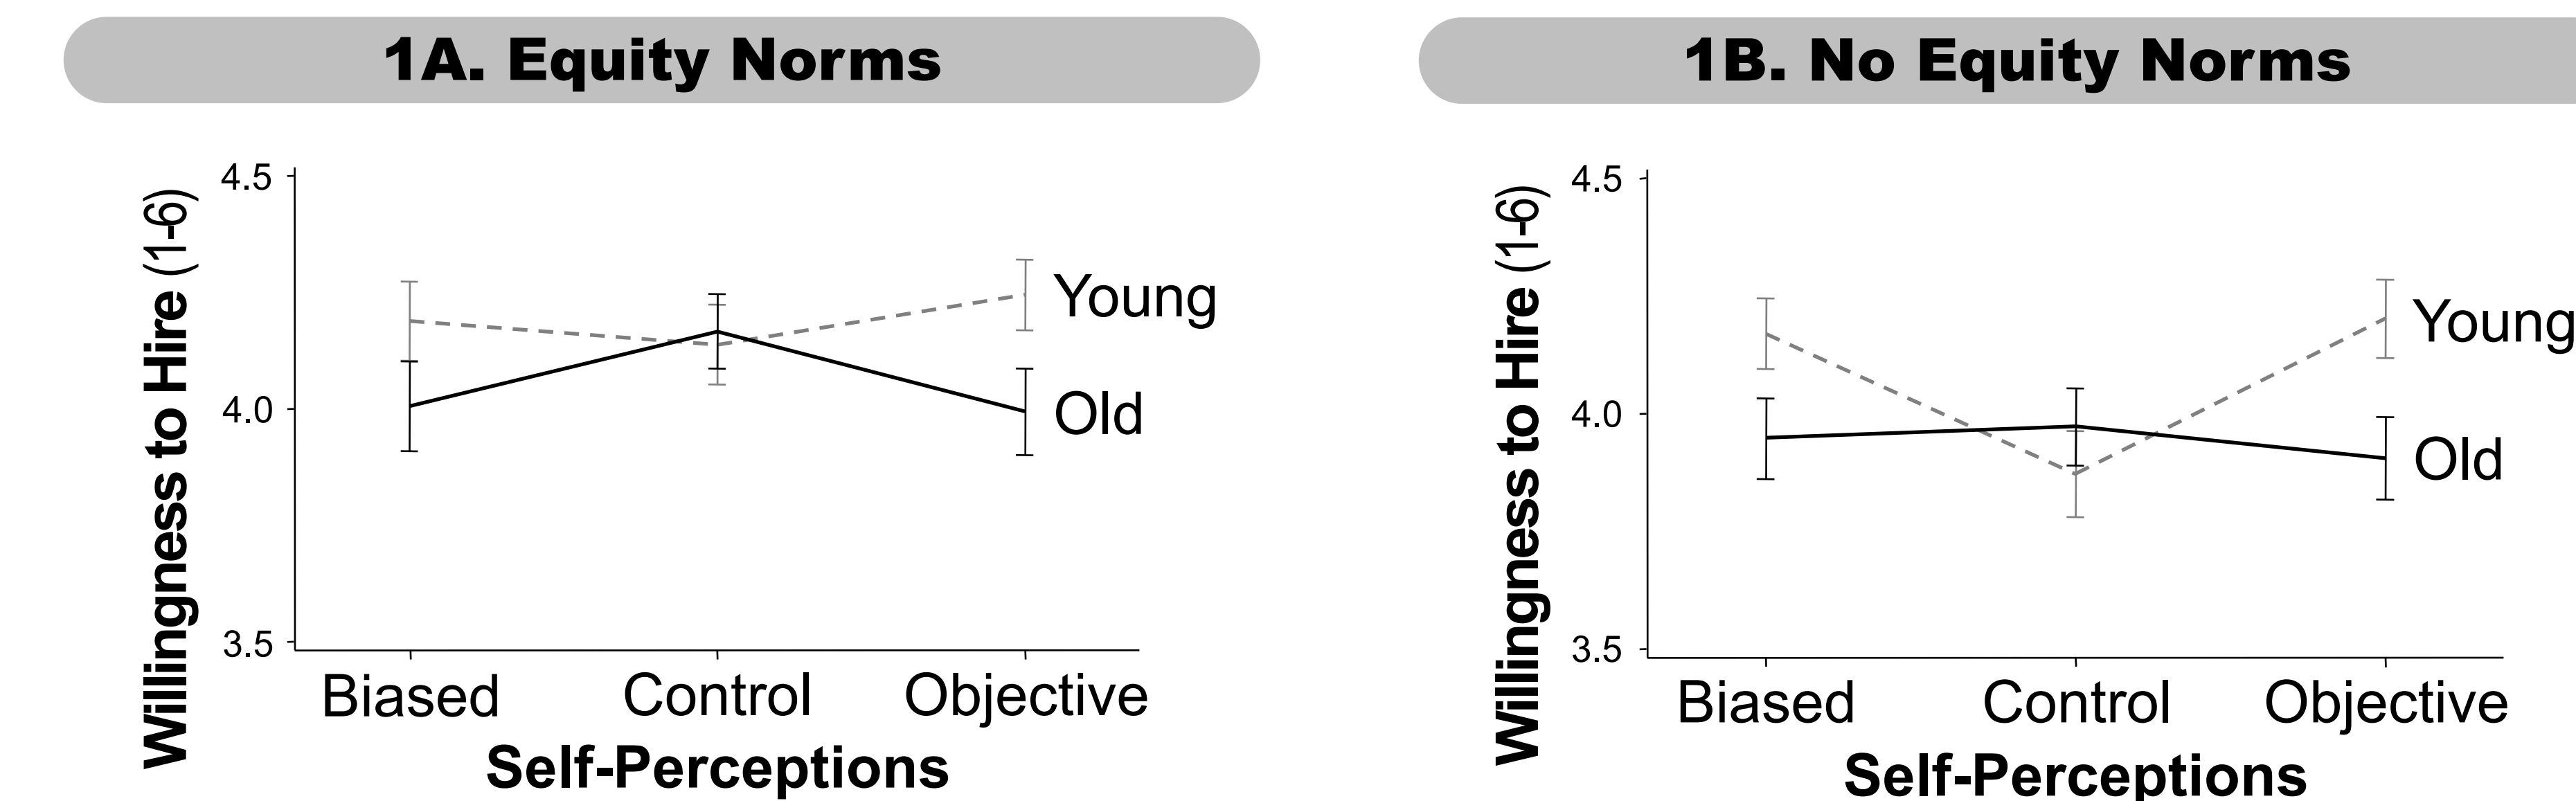 1A. Equity Norms
Willingness to Hire (1-6)
4.5
4.0
3.5
Young
Old
Biased Control Objective
Self-Perceptions
1B. No Equity Norms
Willingness to Hire (1-6)
4.5
4.0
3.5
Young
Old
Biased Control Objective
Self-Perceptions